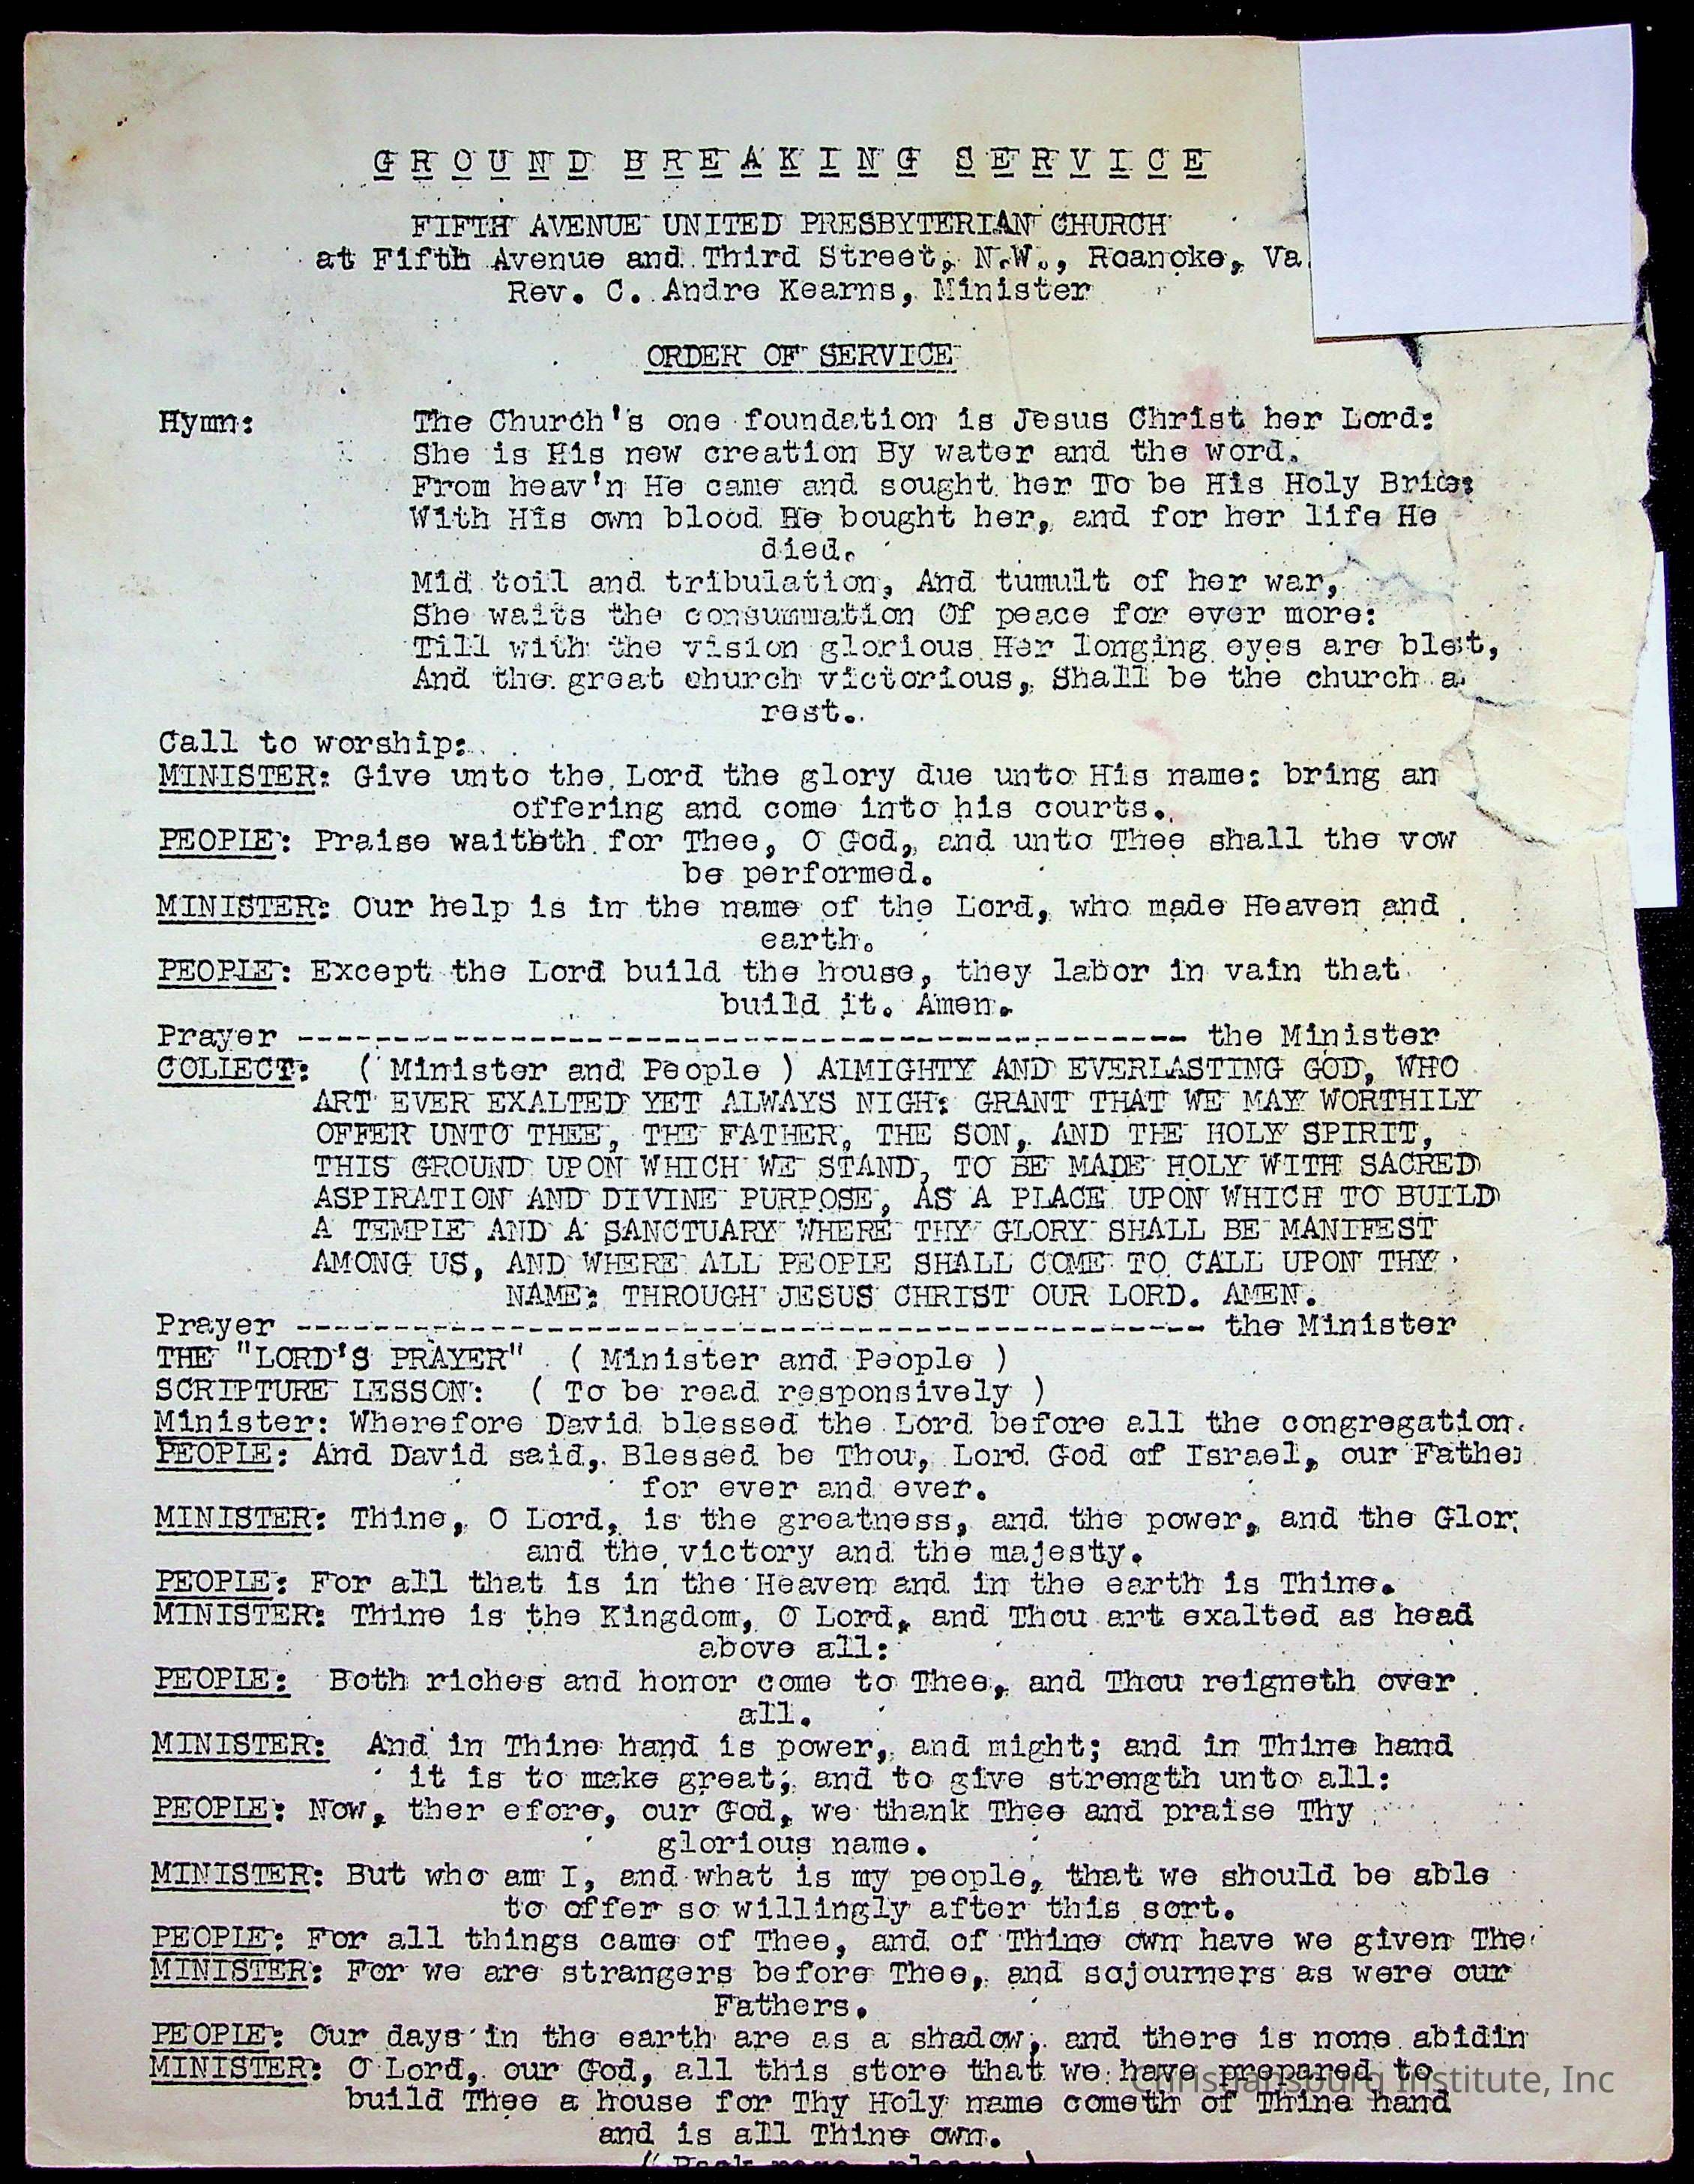 GROUND BREAKING SERVICE
FIFTH AVENUE UNITED PRESBYTERIAN CHURCH
at Fifth Avenue and Third Street, N.W., Roanoke, Va
Rev. C. Andre Kearns, Minister
ORDER OF SERVICE
Hymn: The Church's one foundation is Jesus Christ her Lord:
She is His new creation By water and the word.
From heav'n He came and sought her To be His Holy Bride:
With His own blood He bought her, and for her life He
died.
Mid toil and tribulation, And tumult of her war,
She waits the consummation Of peace for ever more:
Till with the vision glorious Her longing eyes are blest,
And the great church victorious, Shall be the church a
rest.
Call to worship:
MINISTER: Give unto the Lord the glory due unto His name: bring an
offering and come into his courts.
PEOPLE: Praise waiteth for Thee, O God, and unto Thee shall the vow
be performed.
MINISTER: Our help is in the name of the Lord, who made Heaven and
earth.
PEOPLE: Except the Lord build the house, they labor in vain that
build it. Amen.
Prayer ----------------------------------------------- the Minister
COLLECT: ( Minister and People ) ALMIGHTY AND EVERLASTING GOD, WHO
ART EVER EXALTED YET ALWAYS NIGH: GRANT THAT WE MAY WORTHILY
OFFER UNTO THEE, THE FATHER, THE SON, AND THE HOLY SPIRIT,
THIS GROUND UPON WHICH WE STAND, TO BE MADE HOLY WITH SACRED
ASPIRATION AND DIVINE PURPOSE, AS A PLACE UPON WHICH TO BUILD
A TEMPLE AND A SANCTUARY WHERE THY GLORY SHALL BE MANIFEST
AMONG US, AND WHERE ALL PEOPLE SHALL COME TO CALL UPON THY
NAME: THROUGH JESUS CHRIST OUR LORD. AMEN.
Prayer ----------------------------------------------- the Minister
THE "LORD'S PRAYER" ( Minister and People )
SCRIPTURE LESSON: ( To be read responsively )
Minister: Wherefore David blessed the Lord before all the congregation.
PEOPLE: And David said, Blessed be Thou, Lord God of Israel, our Father
for ever and ever.
MINISTER: Thine, O Lord, is the greatness, and the power, and the Glory
and the victory and the majesty.
PEOPLE: For all that is in the Heaven and in the earth is Thine.
MINISTER: Thine is the Kingdom, O Lord, and Thou art exalted as head
above all:
PEOPLE: Both riches and honor come to Thee, and Thou reigneth over
all.
MINISTER: And in Thine hand is power, and might; and in Thine hand
it is to make great; and to give strength unto all:
PEOPLE: Now, ther efore, our God, we thank Thee and praise Thy
glorious name.
MINISTER: But who am I, and what is my people, that we should be able
to offer so willingly after this sort.
PEOPLE: For all things came of Thee, and of Thine own have we given The
MINISTER: For we are strangers before Thee, and sojourners as were our
Fathers.
PEOPLE: Our days in the earth are as a shadow, and there is none abidin
MINISTER: O Lord, our God, all this store that we have prepared to
build Thee a house for Thy Holy name cometh of Thine hand
and is all Thine own.
( Back page, please )
Christiansburg Institute, Inc